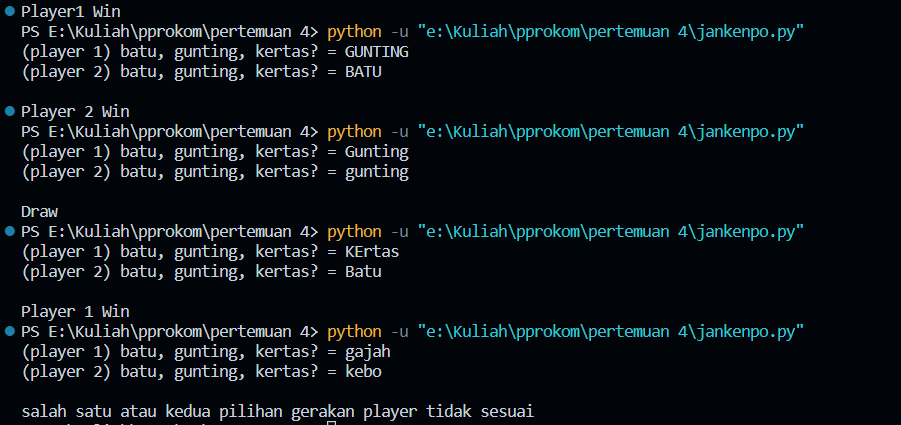 Player1 Win
PS E:\Kuliah\pprokom\pertemuan 4> python -u "e:\Kuliah\pprokom\pertemuan 4\jankenpo.py"
(player 1) batu, gunting, kertas? = GUNTING
(player 2) batu, gunting, kertas? = BATU
Player 2 Win
PS E:\Kuliah\pprokom\pertemuan 4> python -u "e:\Kuliah\pprokom\pertemuan 4\jankenpo.py"
(player 1) batu, gunting, kertas? = Gunting
(player 2) batu, gunting, kertas? = gunting
Draw
PS E:\Kuliah\pprokom\pertemuan 4> python -u "e:\Kuliah\pprokom\pertemuan 4\jankenpo.py"
(player 1) batu, gunting, kertas? = KErtas
(player 2) batu, gunting, kertas? = Batu
Player 1 Win
PS E:\Kuliah\pprokom\pertemuan 4> python -u "e:\Kuliah\pprokom\pertemuan 4\jankenpo.py"
(player 1) batu, gunting, kertas? = gajah
(player 2) batu, gunting, kertas? = kebo
salah satu atau kedua pilihan gerakan player tidak sesuai